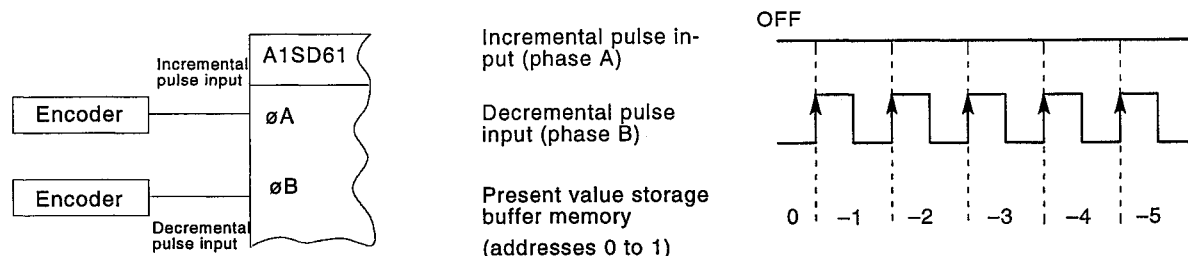 A1SD61
Incremental
pulse input
Encoder
øA
Encoder
øB
Decremental
pulse input
Incremental pulse in-
put (phase A)
OFF
Decremental pulse
input (phase B)
Present value storage
buffer memory
(addresses 0 to 1)
0 -1 -2 -3 -4 -5